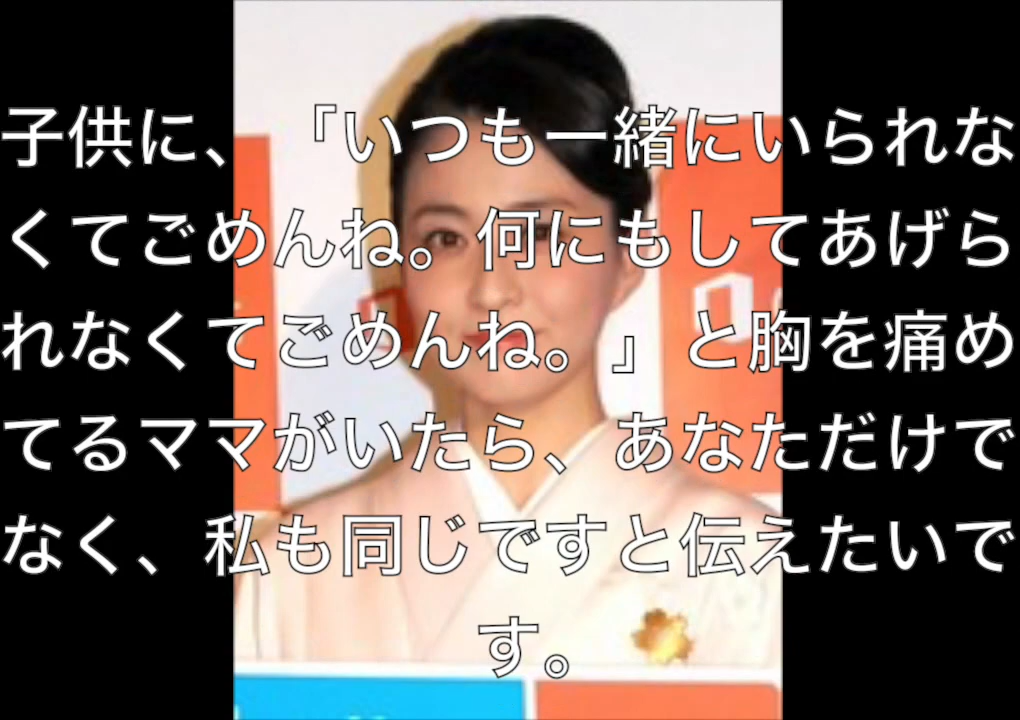 子供に、「いつも一緒にいられな
くてごめんね。何にもしてあげら
れなくてごめんね。」と胸を痛め
てるママがいたら、あなただけで
なく、私も同じですと伝えたいで
す。